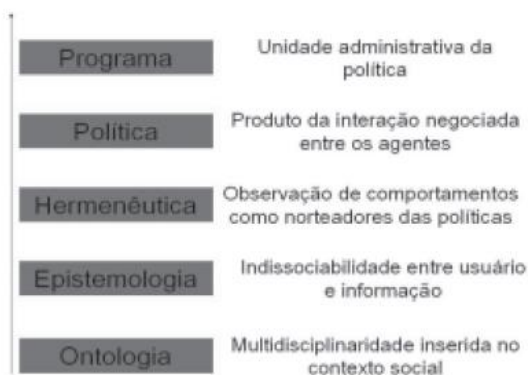 Programa
Unidade administrativa da
política
Política
Produto da interação negociada
entre os agentes
Hermenêutica
Observação de comportamentos
como norteadores das políticas
Epistemologia
Indissociabilidade entre usuário
e informação
Ontologia
Multidisciplinaridade inserida no
contexto social